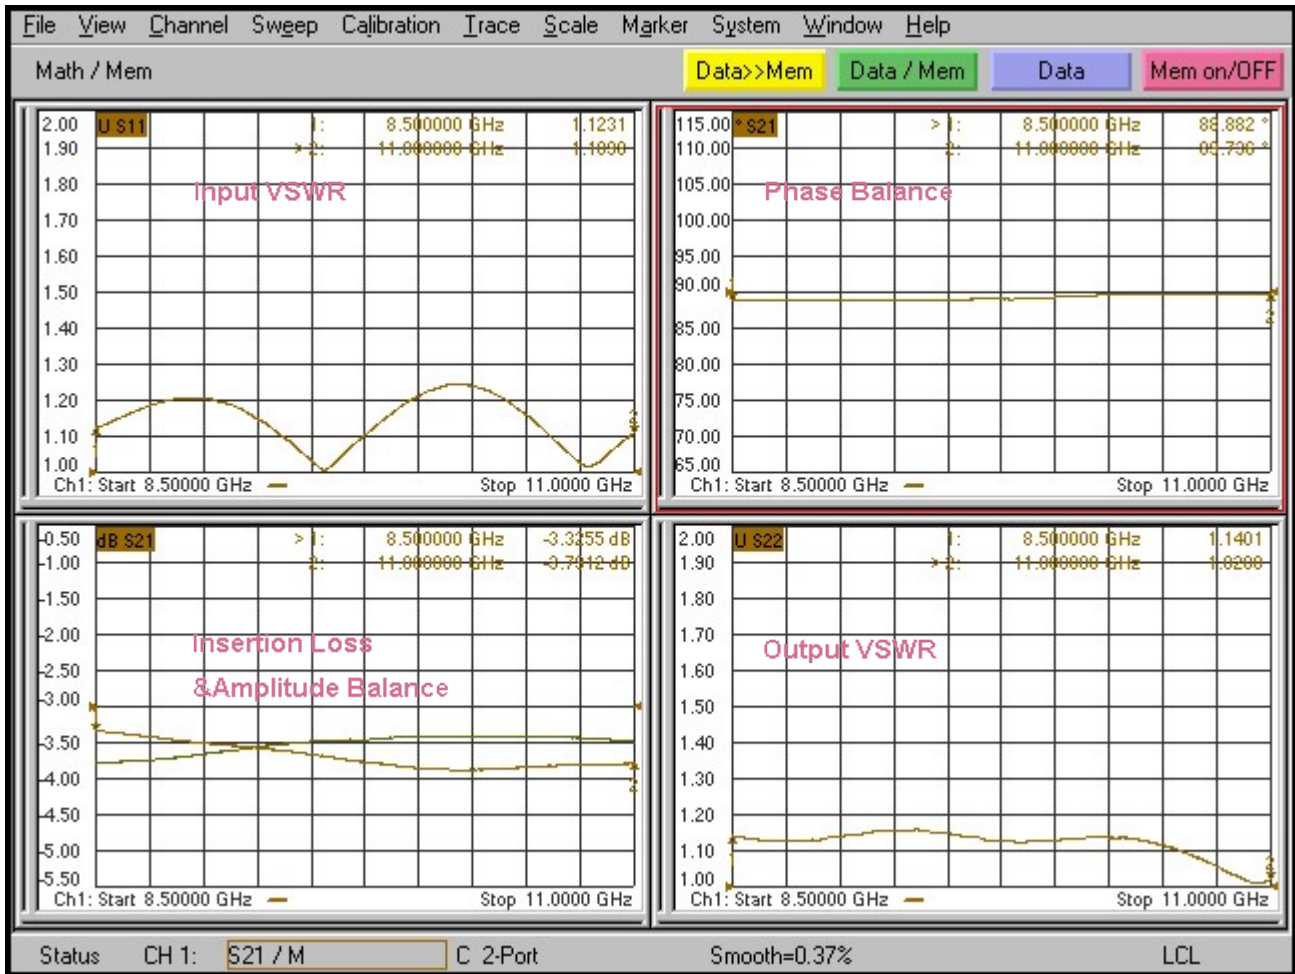 File View Channel Sweep Calibration Trace Scale Marker System Window Help
Math / Mem Data>>Mem Data / Mem Data Mem on/OFF
2.00 U S11 1: 8.500000 GHz 1.1231
1.90 > 2: 11.000000 GHz
1.80
Input VSWR
1.70
1.60
1.50
1.40
1.30
1.20
1.10
1.00
Ch1: Start 8.50000 GHz Stop 11.0000 GHz
115.00 ° S21 > 1: 8.500000 GHz 88.882 °
110.00 2: 11.000000 GHz
105.00
Phase Balance
100.00
95.00
90.00
85.00
80.00
75.00
70.00
65.00
Ch1: Start 8.50000 GHz Stop 11.0000 GHz
-0.50 dB S21 > 1: 8.500000 GHz -3.3255 dB
-1.00 2: 11.000000 GHz
-1.50
-2.00
Insertion Loss
-2.50
&Amplitude Balance
-3.00
-3.50
-4.00
-4.50
-5.00
-5.50
Ch1: Start 8.50000 GHz Stop 11.0000 GHz
2.00 U S22 1: 8.500000 GHz 1.1401
1.90 > 2: 11.000000 GHz
1.80
1.70
Output VSWR
1.60
1.50
1.40
1.30
1.20
1.10
1.00
Ch1: Start 8.50000 GHz Stop 11.0000 GHz
Status CH 1: S21 / M C 2-Port Smooth=0.37% LCL